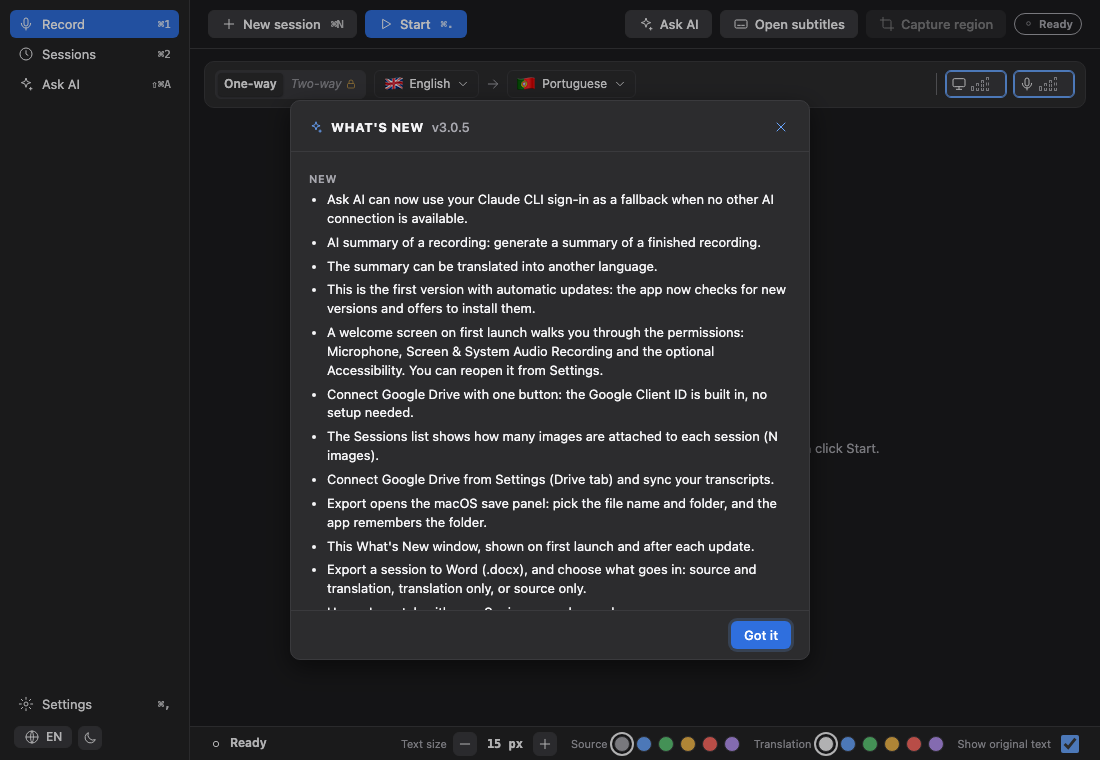 Record ⌘1
Sessions ⌘2
Ask AI ⇧⌘A
+ New session ⌘N
Start ⌘.
Ask AI
Open subtitles
Capture region
Ready
One-way
Two-way
English
→
Portuguese
WHAT'S NEW v3.0.5
NEW
• Ask AI can now use your Claude CLI sign-in as a fallback when no other AI
connection is available.
• AI summary of a recording: generate a summary of a finished recording.
• The summary can be translated into another language.
• This is the first version with automatic updates: the app now checks for new
versions and offers to install them.
• A welcome screen on first launch walks you through the permissions:
Microphone, Screen & System Audio Recording and the optional
Accessibility. You can reopen it from Settings.
• Connect Google Drive with one button: the Google Client ID is built in, no
setup needed.
• The Sessions list shows how many images are attached to each session (N
images).
• Connect Google Drive from Settings (Drive tab) and sync your transcripts.
• Export opens the macOS save panel: pick the file name and folder, and the
app remembers the folder.
• This What's New window, shown on first launch and after each update.
• Export a session to Word (.docx), and choose what goes in: source and
translation, translation only, or source only.
click Start.
Got it
Settings ⌘,
EN
Ready
Text size − 15 px +
Source
Translation
Show original text